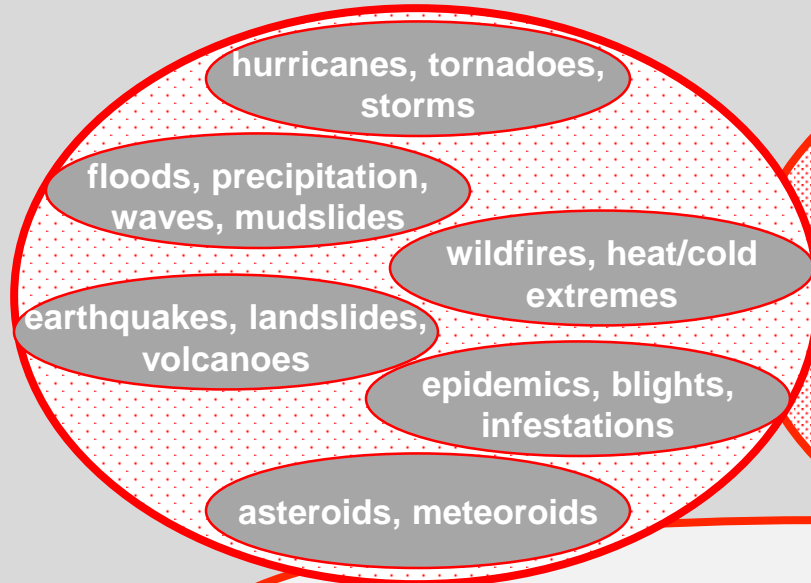 hurricanes, tornadoes,
storms
floods, precipitation,
waves, mudslides
wildfires, heat/cold
extremes
earthquakes, landslides,
volcanoes
epidemics, blights,
infestations
asteroids, meteoroids